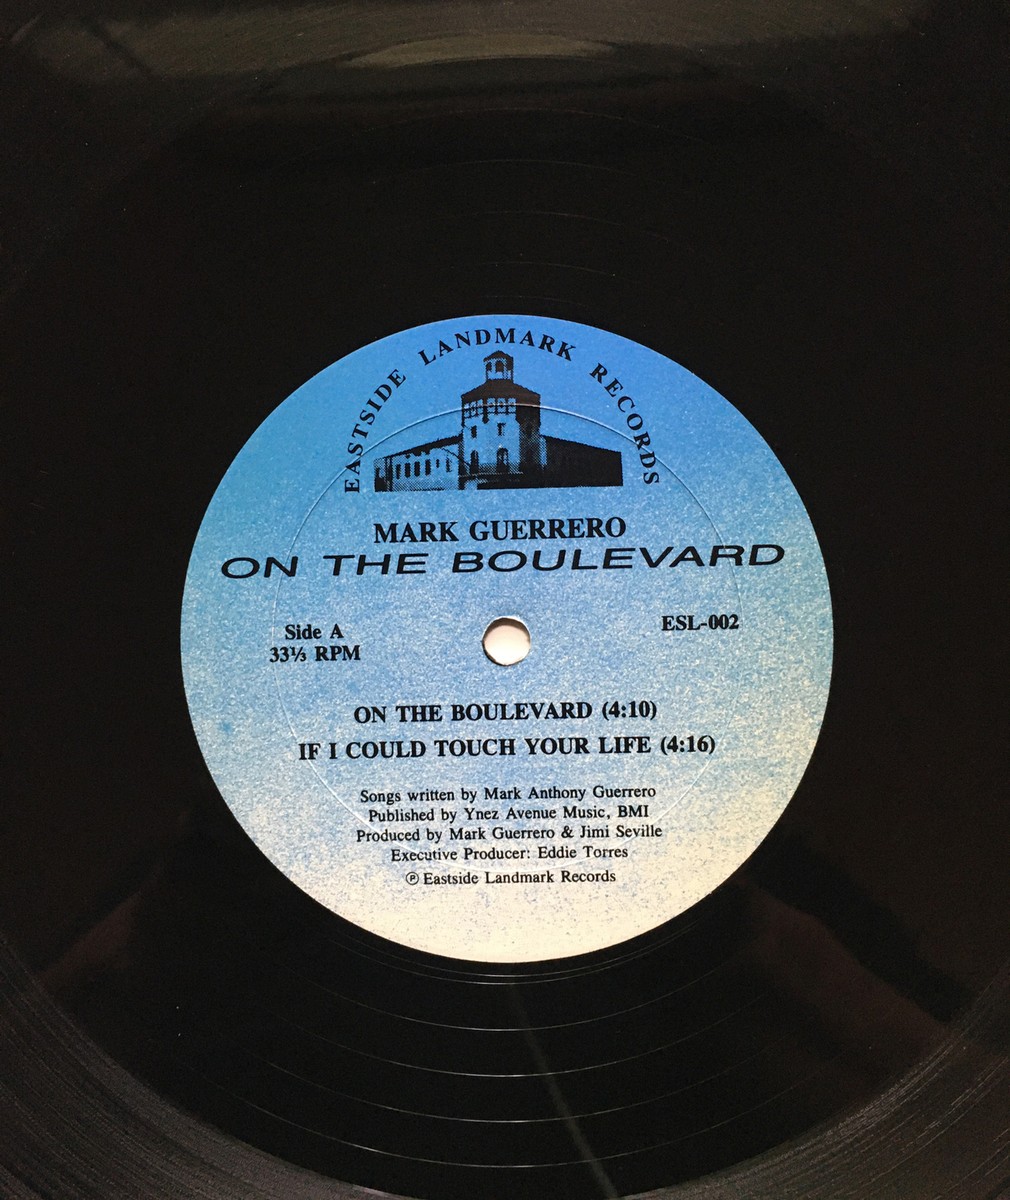 EASTSIDE LANDMARK RECORDS
MARK GUERRERO
ON THE BOULEVARD
Side A
33⅓ RPM
ESL-002
ON THE BOULEVARD (4:10)
IF I COULD TOUCH YOUR LIFE (4:16)
Songs written by Mark Anthony Guerrero
Published by Ynez Avenue Music, BMI
Produced by Mark Guerrero & Jimi Seville
Executive Producer: Eddie Torres
℗ Eastside Landmark Records